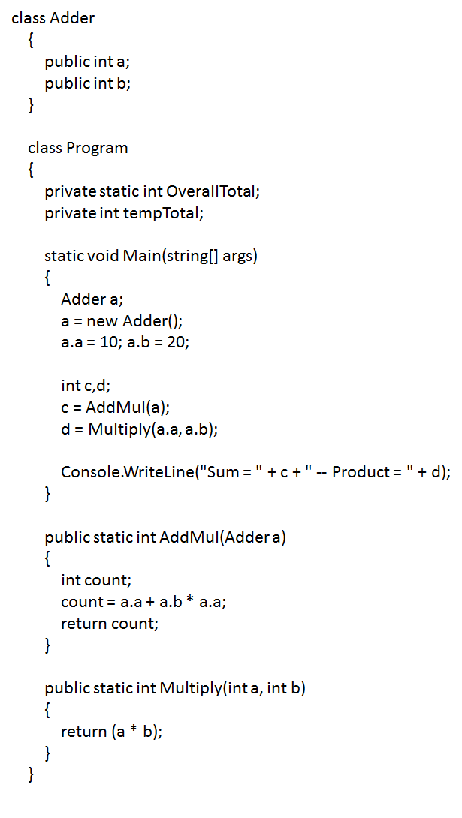 class Adder
{
public int a;
public int b;
}
class Program
{
private static int OverallTotal;
private int tempTotal;
static void Main(string[] args)
{
Adder a;
a = new Adder();
a.a = 10; a.b = 20;
int c,d;
c = AddMul(a);
d = Multiply(a.a, a.b);
Console.WriteLine("Sum = " + c + " -- Product = " + d);
}
public static int AddMul(Adder a)
{
int count;
count = a.a + a.b * a.a;
return count;
}
public static int Multiply(int a, int b)
{
return (a * b);
}
}